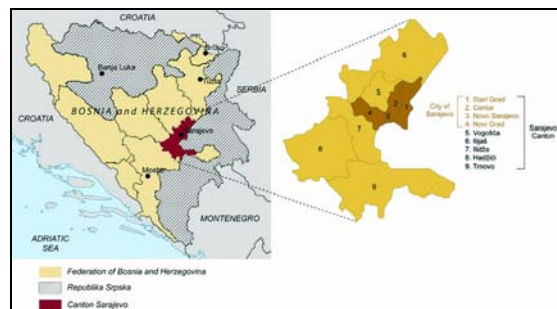 CROATIA
Brčko
Banja Luka
Tuzla
BOSNIA and HERZEGOVINA
SERBIA
CROATIA
Sarajevo
Mostar
MONTENEGRO
ADRIATIC
SEA
Federation of Bosnia and Herzegovina
Republika Srpska
Canton Sarajevo
6
5
2
1
4
3
7
8
9
City of
Sarajevo
1. Stari Grad
2. Centar
3. Novo Sarajevo
4. Novi Grad
5. Vogošća
6. Ilijaš
7. Ilidža
8. Hadžići
9. Trnovo
Sarajevo
Canton